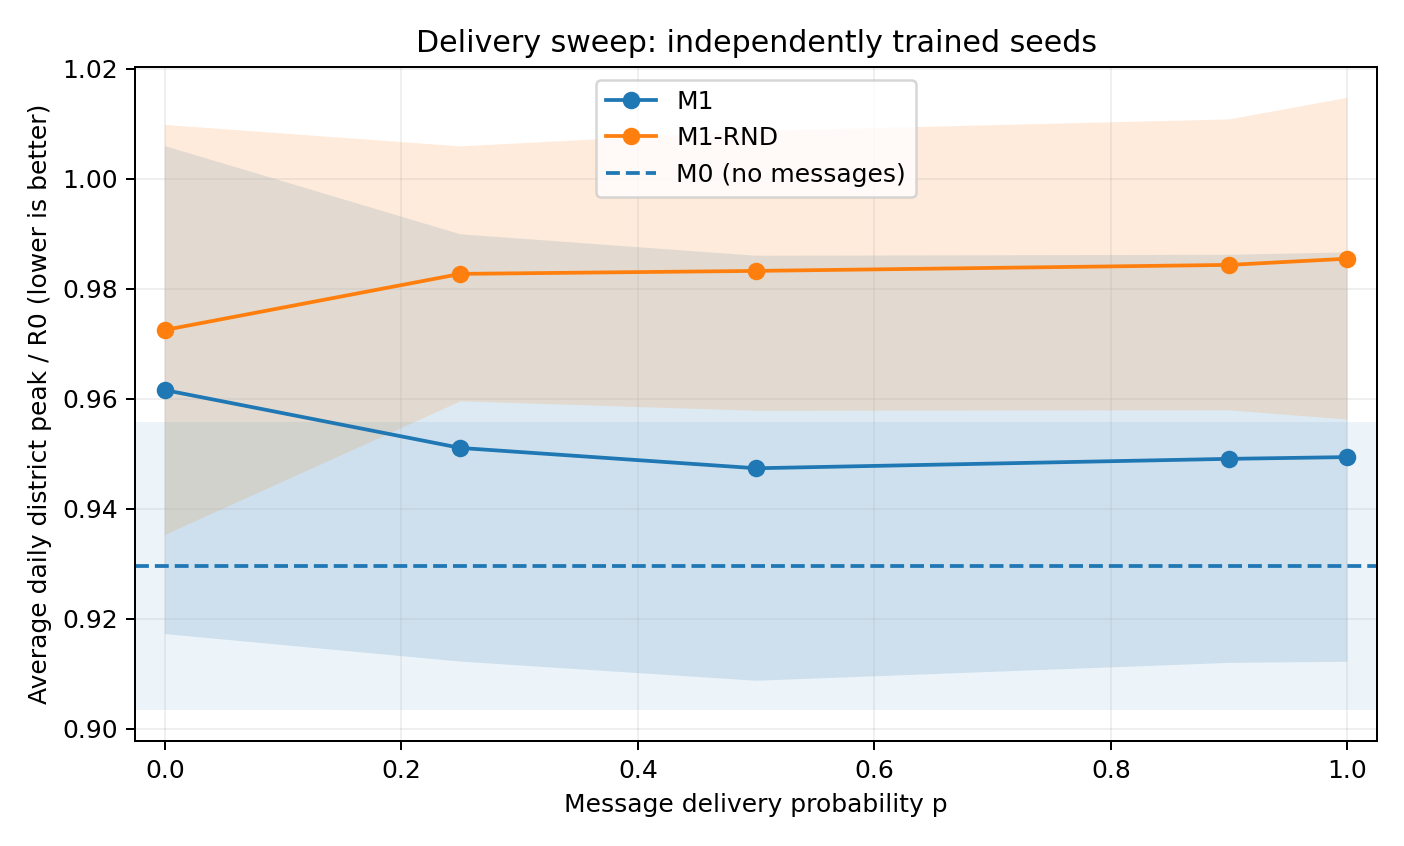 Delivery sweep: independently trained seeds
Average daily district peak / R0 (lower is better)
1.02
1.00
0.98
0.96
0.94
0.92
0.90
M1
M1-RND
M0 (no messages)
0.0 0.2 0.4 0.6 0.8 1.0
Message delivery probability p